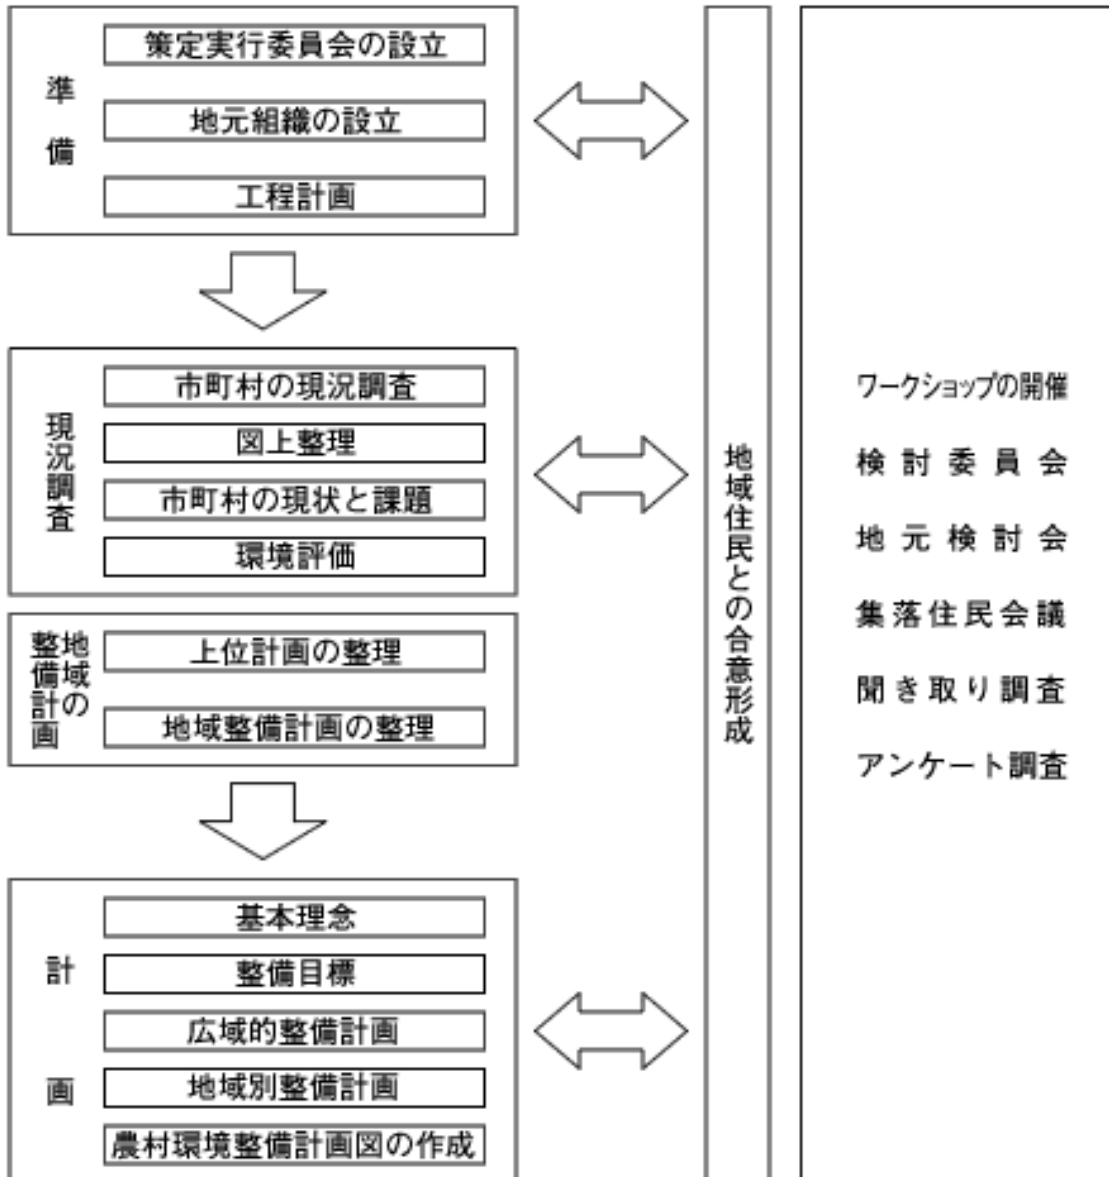 準備
策定実行委員会の設立
地元組織の設立
工程計画
現況調査
市町村の現況調査
図上整理
市町村の現状と課題
環境評価
地域の
整備計画
上位計画の整理
地域整備計画の整理
計画
基本理念
整備目標
広域的整備計画
地域別整備計画
農村環境整備計画図の作成
地域住民との合意形成
ワークショップの開催
検討委員会
地元検討会
集落住民会議
聞き取り調査
アンケート調査